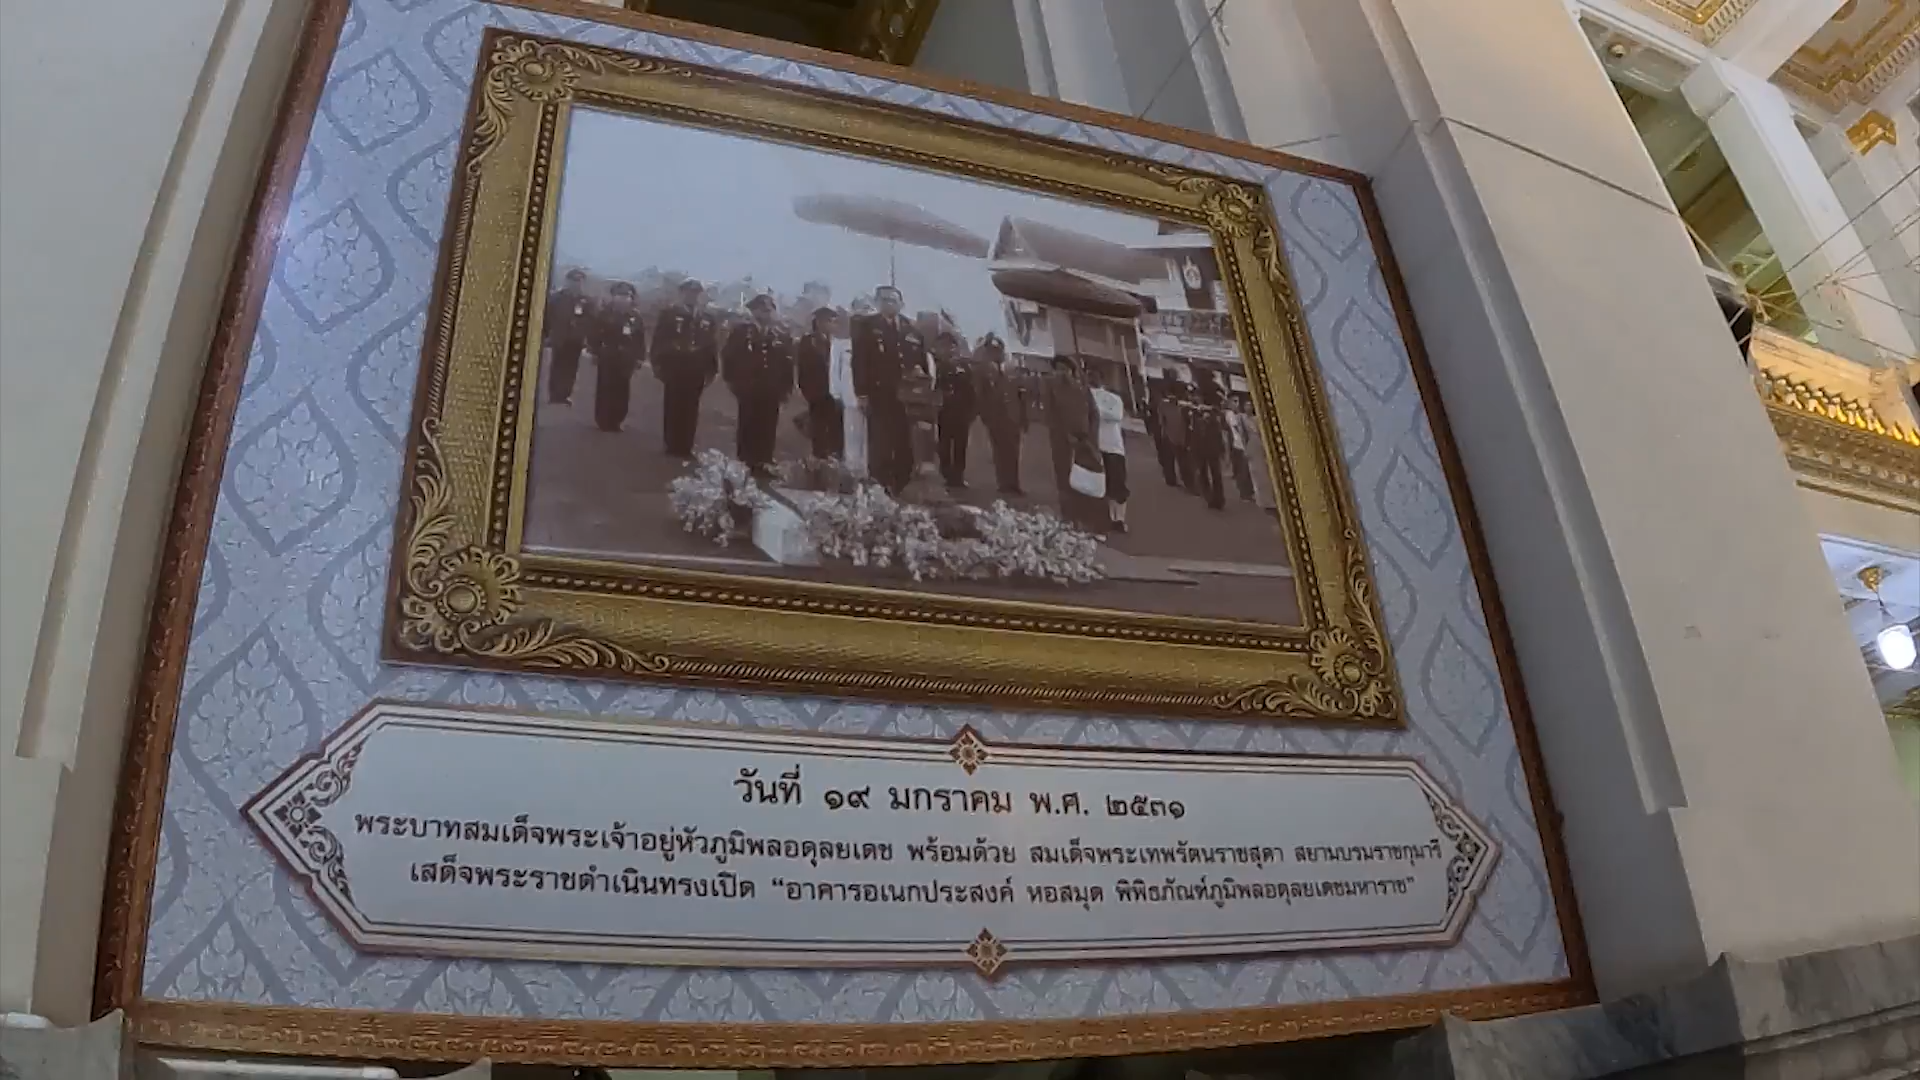 วันที่ ๑๙ มกราคม พ.ศ. ๒๕๓๑
พระบาทสมเด็จพระเจ้าอยู่หัวภูมิพลอดุลยเดช พร้อมด้วย สมเด็จพระเทพรัตนราชสุดา สยามบรมราชกุมารี
เสด็จพระราชดำเนินทรงเปิด “อาคารอเนกประสงค์ หอสมุด พิพิธภัณฑ์ภูมิพลอดุลยเดชมหาราช”